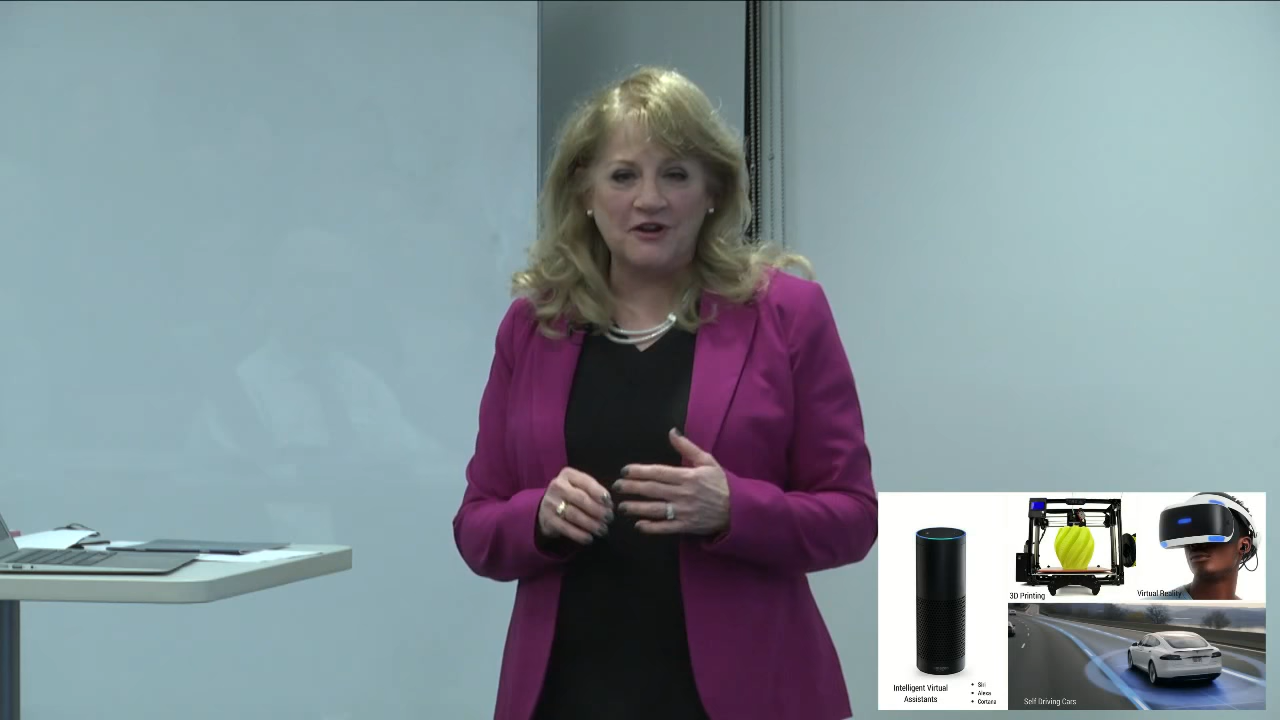 3D Printing
Virtual Reality
Intelligent Virtual
Assistants
• Siri
• Alexa
• Cortana
Self Driving Cars